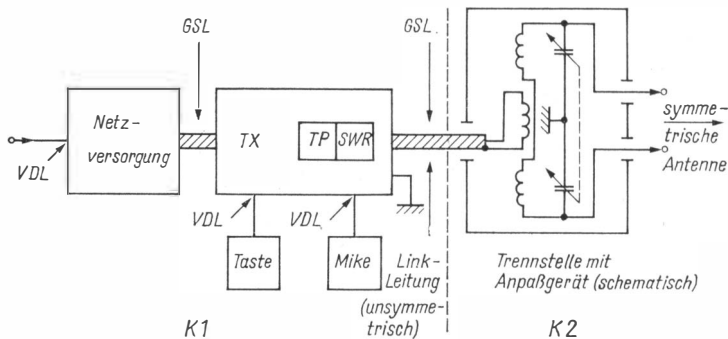 GSL
GSL
Netz-
versorgung
TX
TP
SWR
VDL
VDL
VDL
Taste
Mike
Link-
Leitung
(unsymme-
trisch)
symme-
trische
Antenne
Trennstelle mit
Anpaßgerät (schematisch)
K1
K2